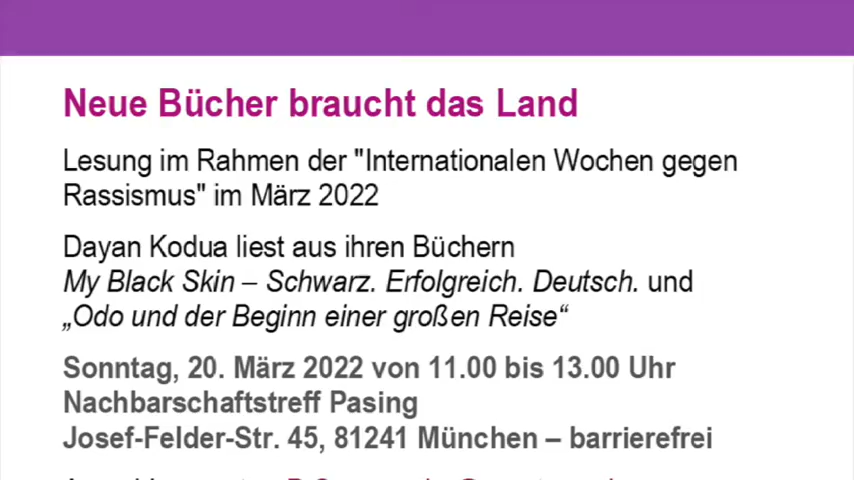 Neue Bücher braucht das Land
Lesung im Rahmen der "Internationalen Wochen gegen
Rassismus" im März 2022
Dayan Kodua liest aus ihren Büchern
My Black Skin – Schwarz. Erfolgreich. Deutsch. und
„Odo und der Beginn einer großen Reise“
Sonntag, 20. März 2022 von 11.00 bis 13.00 Uhr
Nachbarschaftstreff Pasing
Josef-Felder-Str. 45, 81241 München – barrierefrei